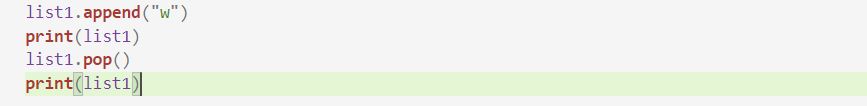 list1.append("w")
print(list1)
list1.pop()
print(list1)